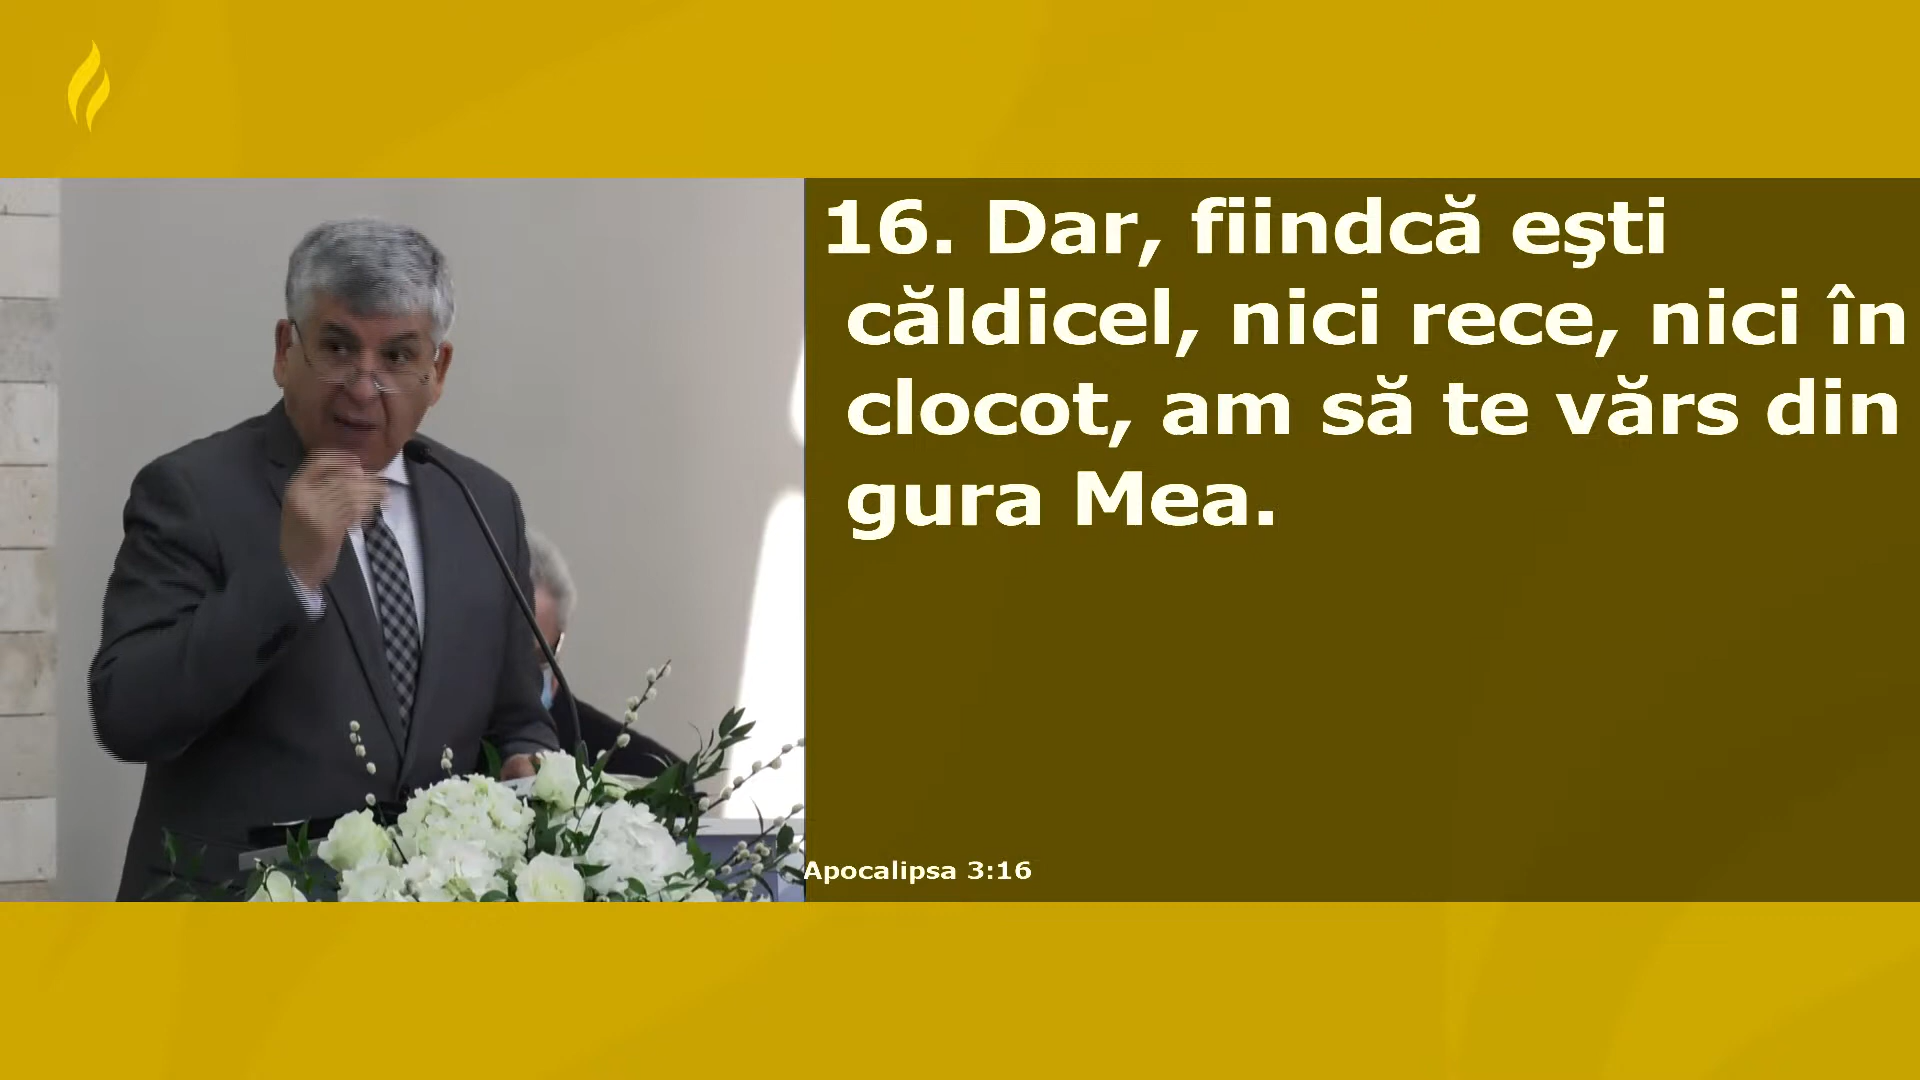 16. Dar, fiindcă eşti
căldicel, nici rece, nici în
clocot, am să te vărs din
gura Mea.
Apocalipsa 3:16